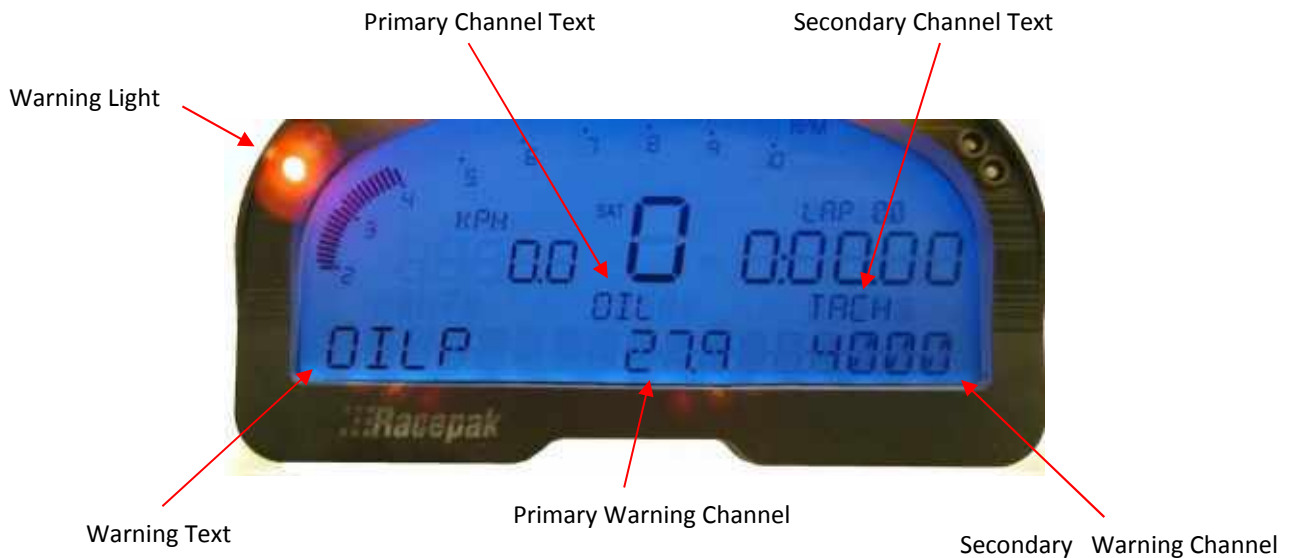 Primary Channel Text
Secondary Channel Text
Warning Light
RPM
5 6 7 8 9 10
4
3
2
KPH
SAT
0
LAP 00
0.0
0:00.00
OIL
TACH
OILP
27.9
4000
Racepak
Warning Text
Primary Warning Channel
Secondary Warning Channel